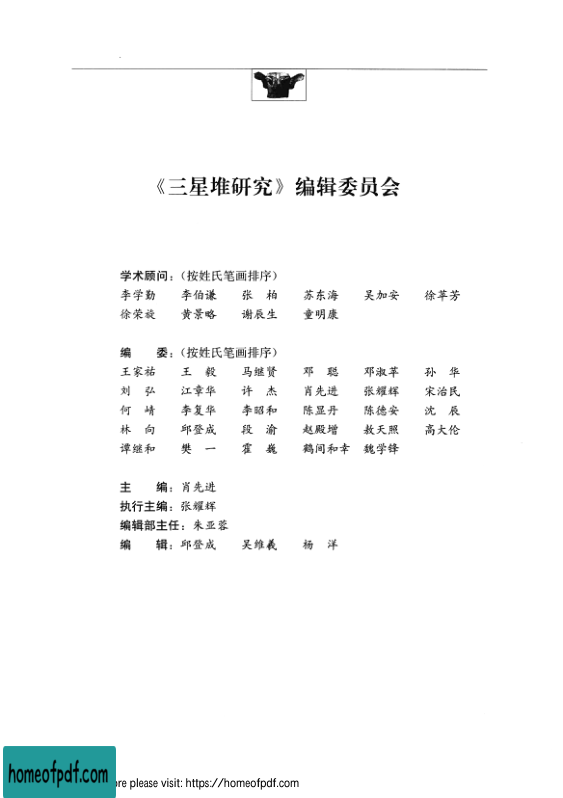 《三星堆研究》编辑委员会
学术顾问：（按姓氏笔画排序）
李学勤 李伯谦 张 柏 苏东海 吴加安 徐苹芳
徐荣旋 黄景略 谢辰生 童明康
编 委：（按姓氏笔画排序）
王家祐 王 毅 马继贤 邓 聪 邓淑苹 孙 华
刘 弘 江章华 许 杰 肖先进 张耀辉 宋治民
何 崝 李复华 李昭和 陈显丹 陈德安 沈 辰
林 向 邱登成 段 渝 赵殿增 敖天照 高大伦
谭继和 樊 一 霍 巍 鹤间和幸 魏学锋
主 编：肖先进
执行主编：张耀辉
编辑部主任：朱亚蓉
编 辑：邱登成 吴维羲 杨 洋
homeofpdf.com
ore please visit: https://homeofpdf.com